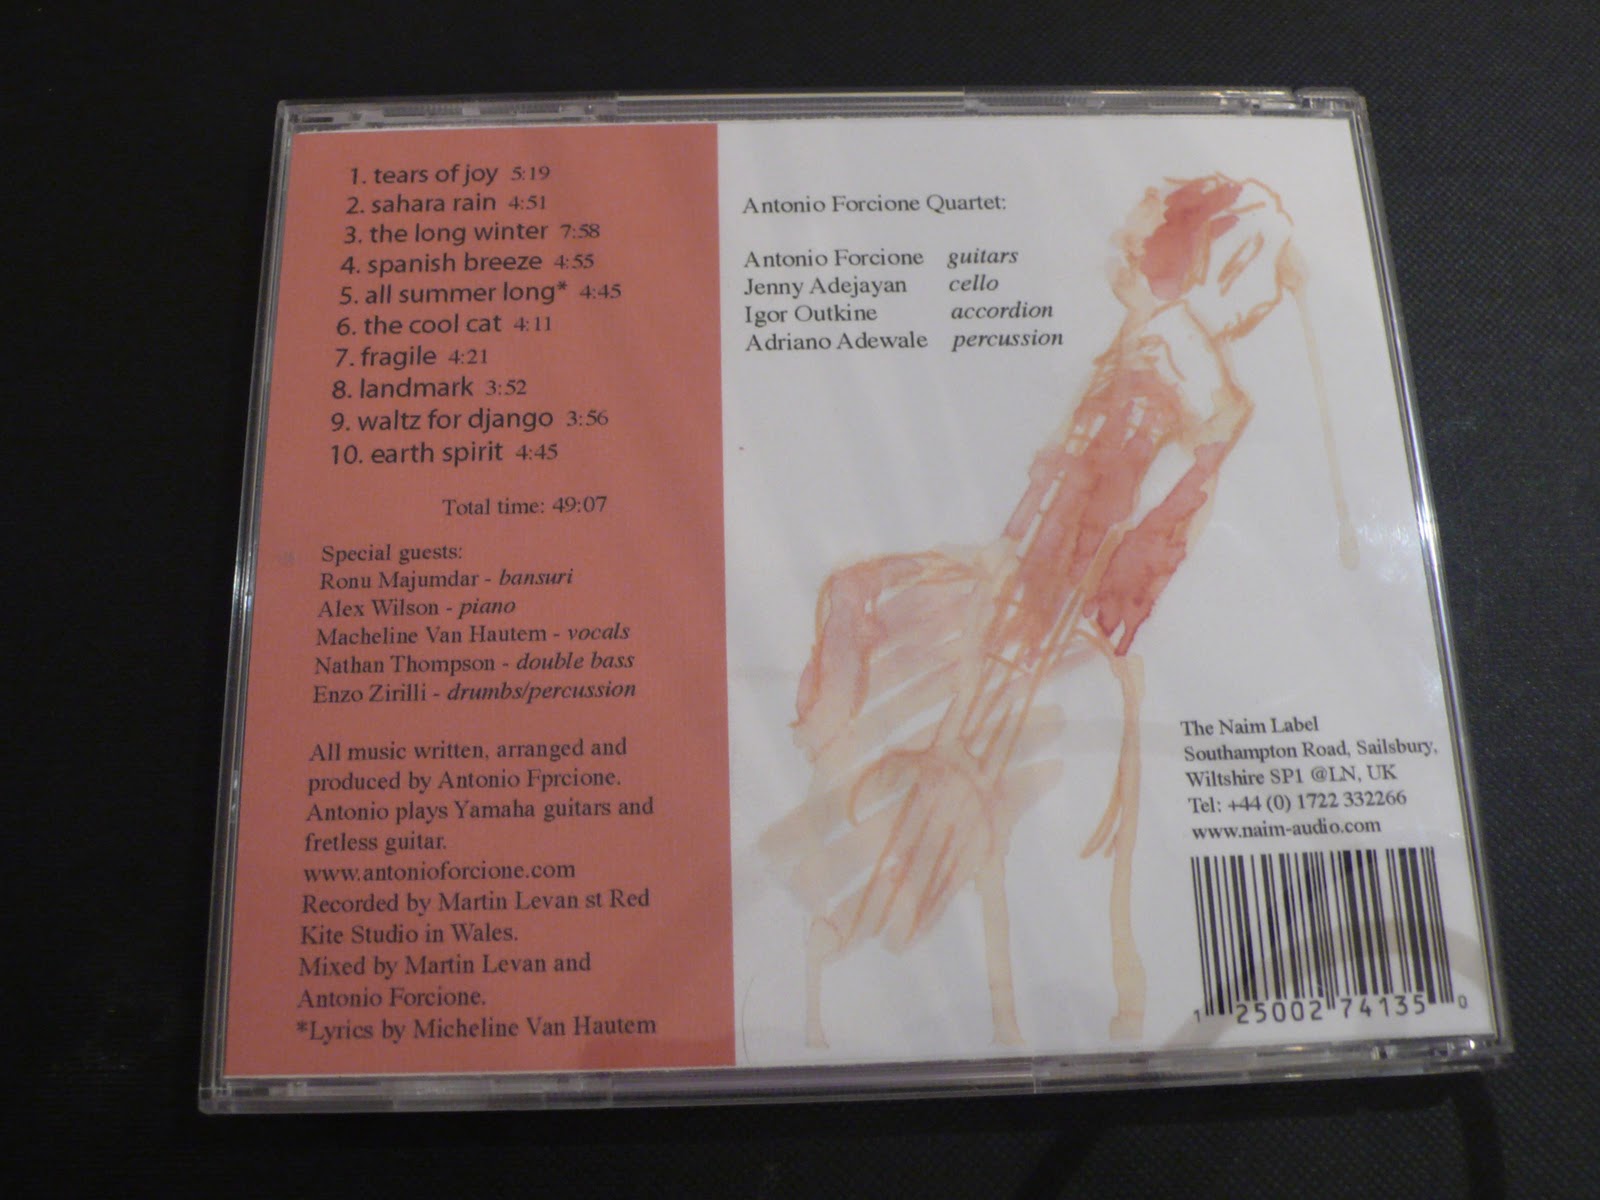 1. tears of joy 5:19
2. sahara rain 4:51
3. the long winter 7:58
4. spanish breeze 4:55
5. all summer long* 4:45
6. the cool cat 4:11
7. fragile 4:21
8. landmark 3:52
9. waltz for django 3:56
10. earth spirit 4:45
Total time: 49:07
Special guests:
Ronu Majumdar - bansuri
Alex Wilson - piano
Macheline Van Hautem - vocals
Nathan Thompson - double bass
Enzo Zirilli - drumbs/percussion
All music written, arranged and
produced by Antonio Fprcione.
Antonio plays Yamaha guitars and
fretless guitar.
www.antonioforcione.com
Recorded by Martin Levan st Red
Kite Studio in Wales.
Mixed by Martin Levan and
Antonio Forcione.
*Lyrics by Micheline Van Hautem
Antonio Forcione Quartet:
Antonio Forcione guitars
Jenny Adejayan cello
Igor Outkine accordion
Adriano Adewale percussion
The Naim Label
Southampton Road, Sailsbury,
Wiltshire SP1 @LN, UK
Tel: +44 (0) 1722 332266
www.naim-audio.com
1 25002 74135 0